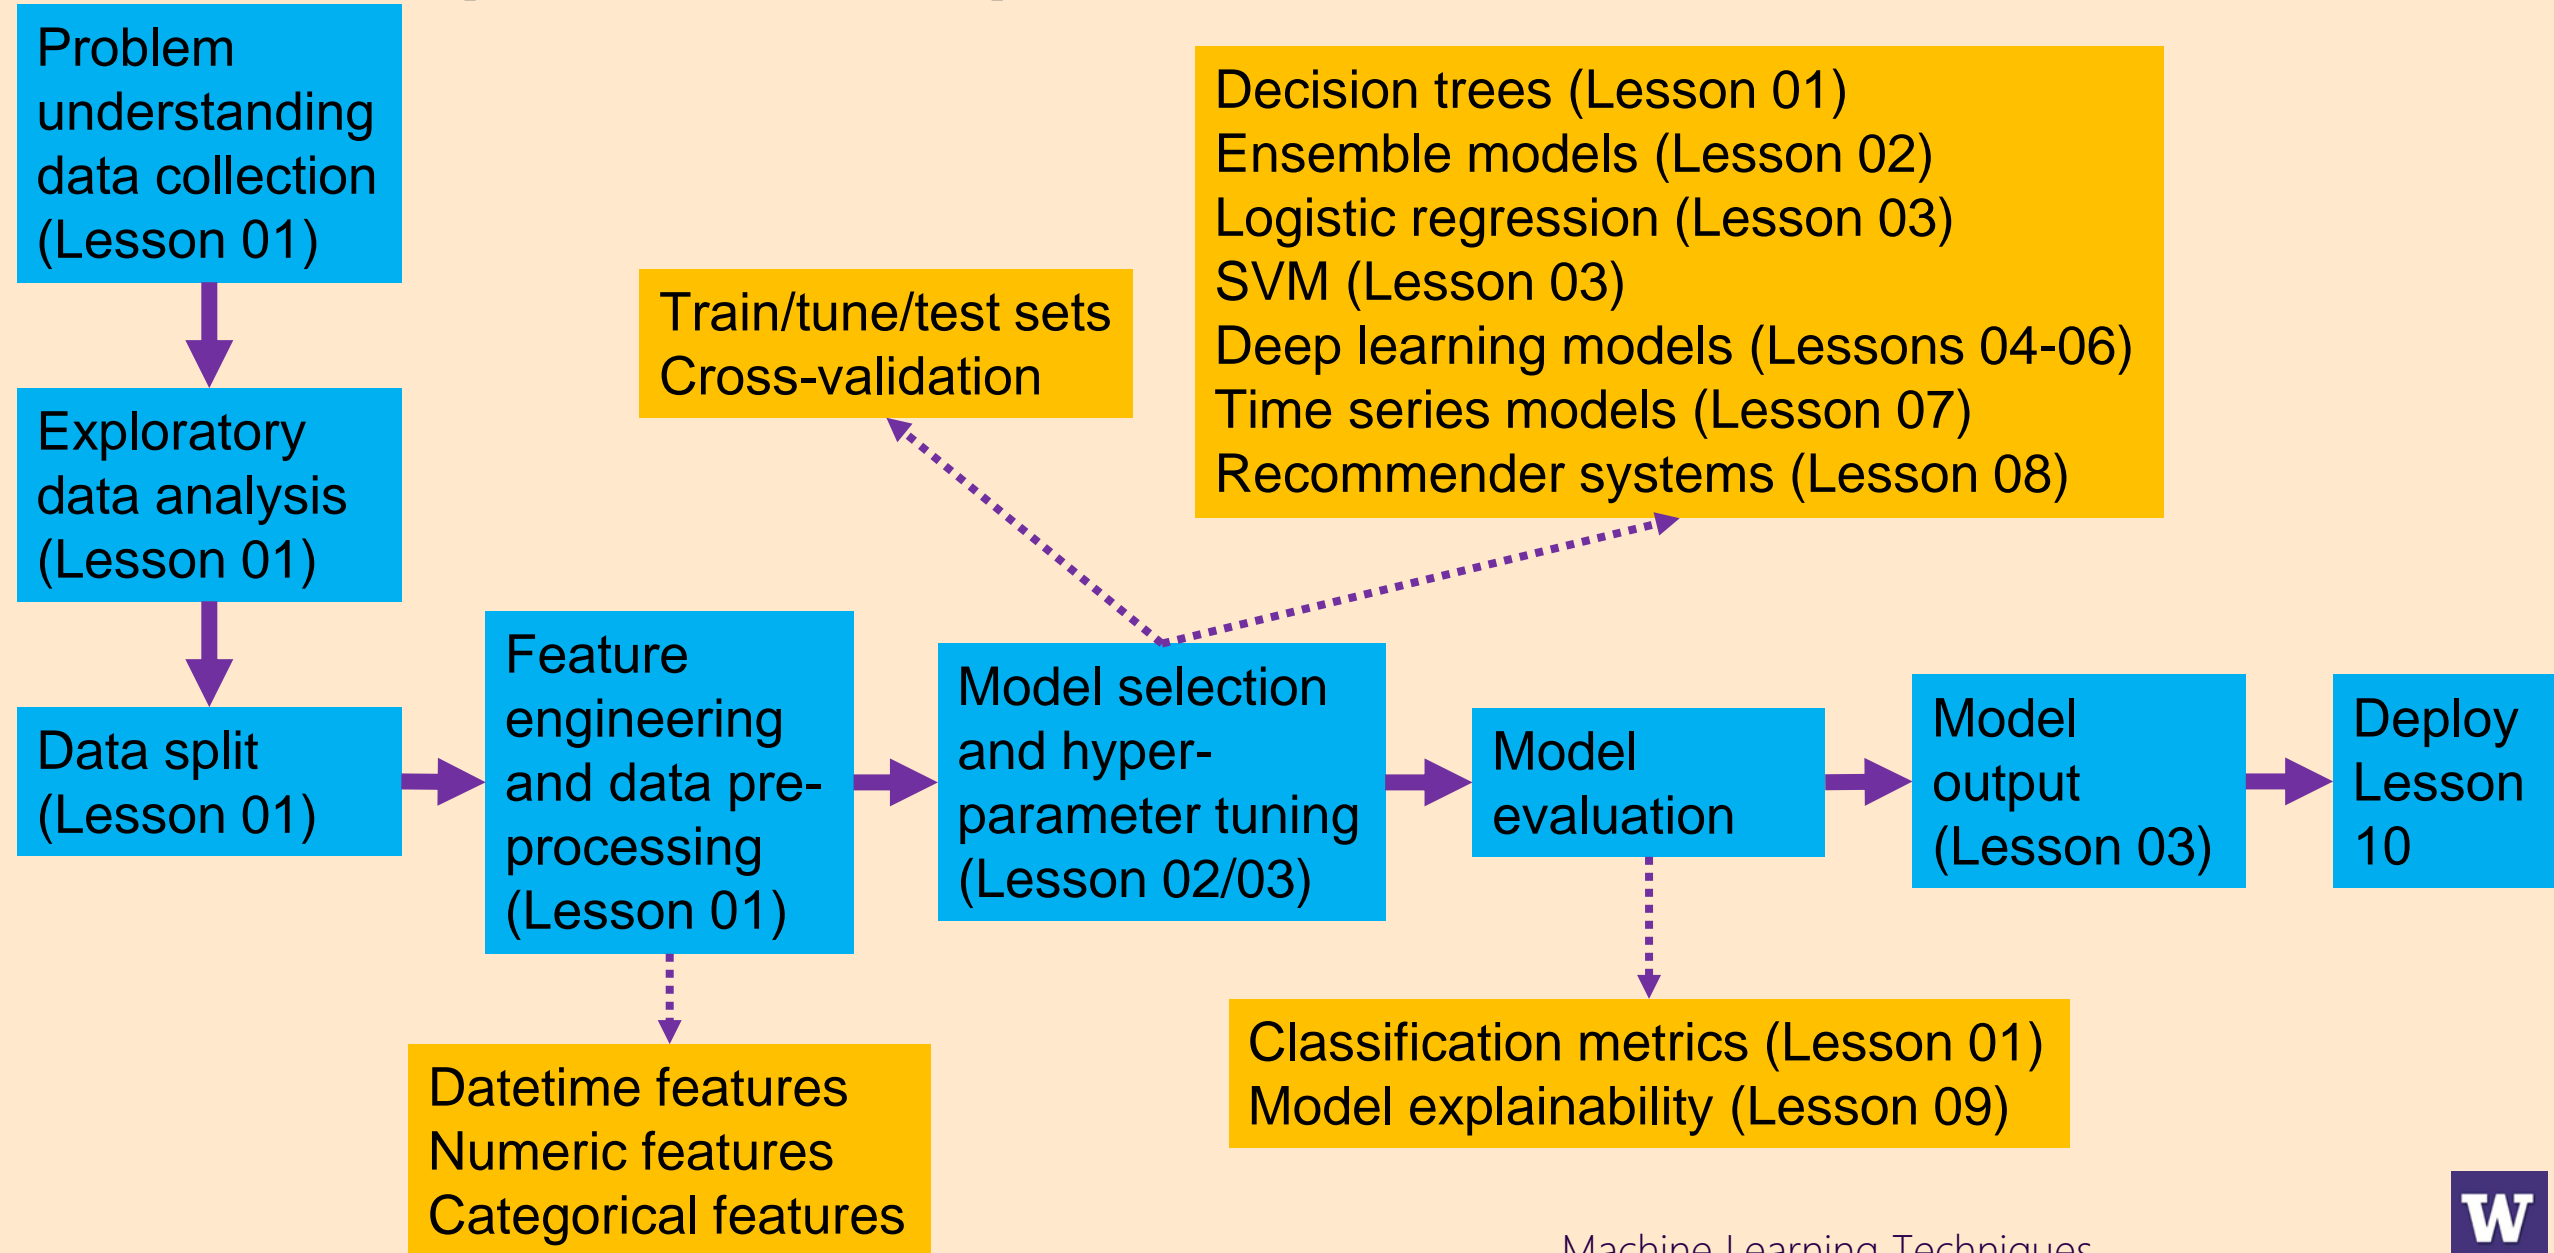 Problem
understanding
data collection
(Lesson 01)
Exploratory
data analysis
(Lesson 01)
Data split
(Lesson 01)
Feature
engineering
and data pre-
processing
(Lesson 01)
Datetime features
Numeric features
Categorical features
Train/tune/test sets
Cross-validation
Decision trees (Lesson 01)
Ensemble models (Lesson 02)
Logistic regression (Lesson 03)
SVM (Lesson 03)
Deep learning models (Lessons 04-06)
Time series models (Lesson 07)
Recommender systems (Lesson 08)
Model selection
and hyper-
parameter tuning
(Lesson 02/03)
Model
evaluation
Classification metrics (Lesson 01)
Model explainability (Lesson 09)
Model
output
(Lesson 03)
Deploy
Lesson
10
Machine Learning Techniques
W